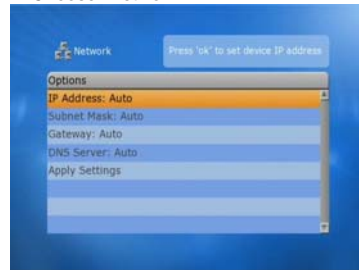 Network
Press 'ok' to set device IP address
Options
IP Address: Auto
Subnet Mask: Auto
Gateway: Auto
DNS Server: Auto
Apply Settings